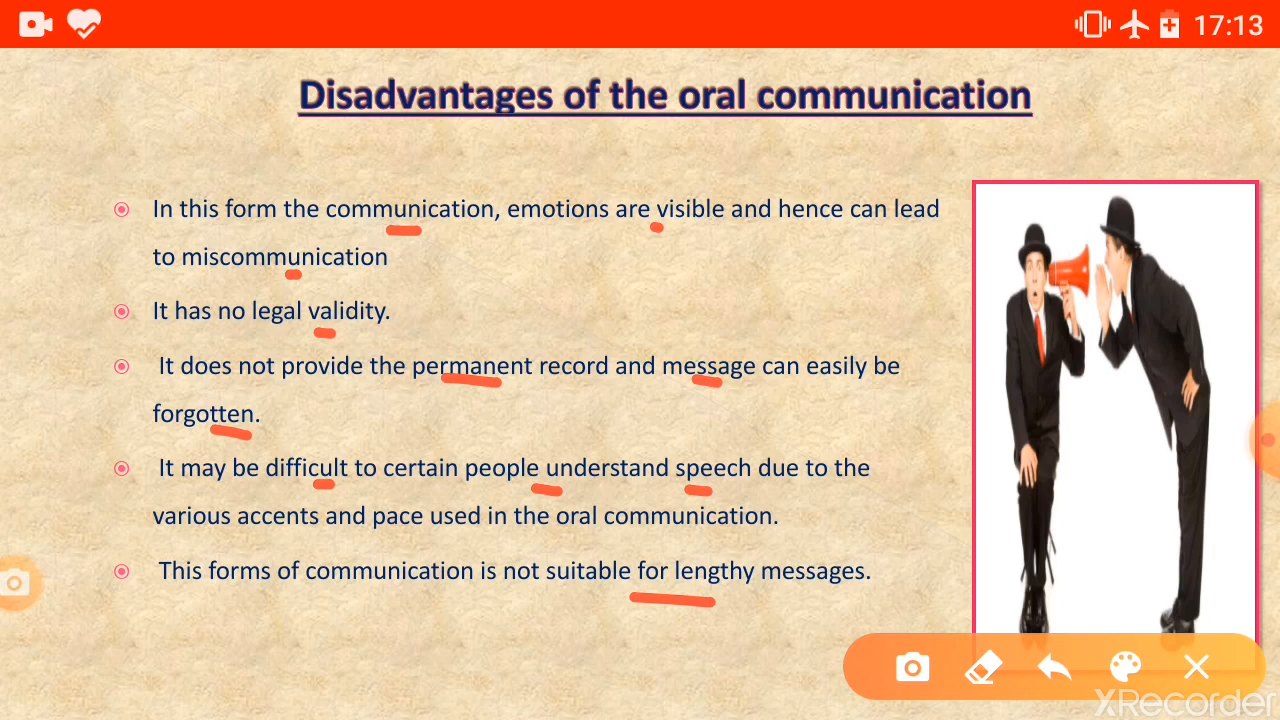 17:13
Disadvantages of the oral communication
In this form the communication, emotions are visible and hence can lead
to miscommunication
It has no legal validity.
It does not provide the permanent record and message can easily be
forgotten.
It may be difficult to certain people understand speech due to the
various accents and pace used in the oral communication.
This forms of communication is not suitable for lengthy messages.
XRecorder